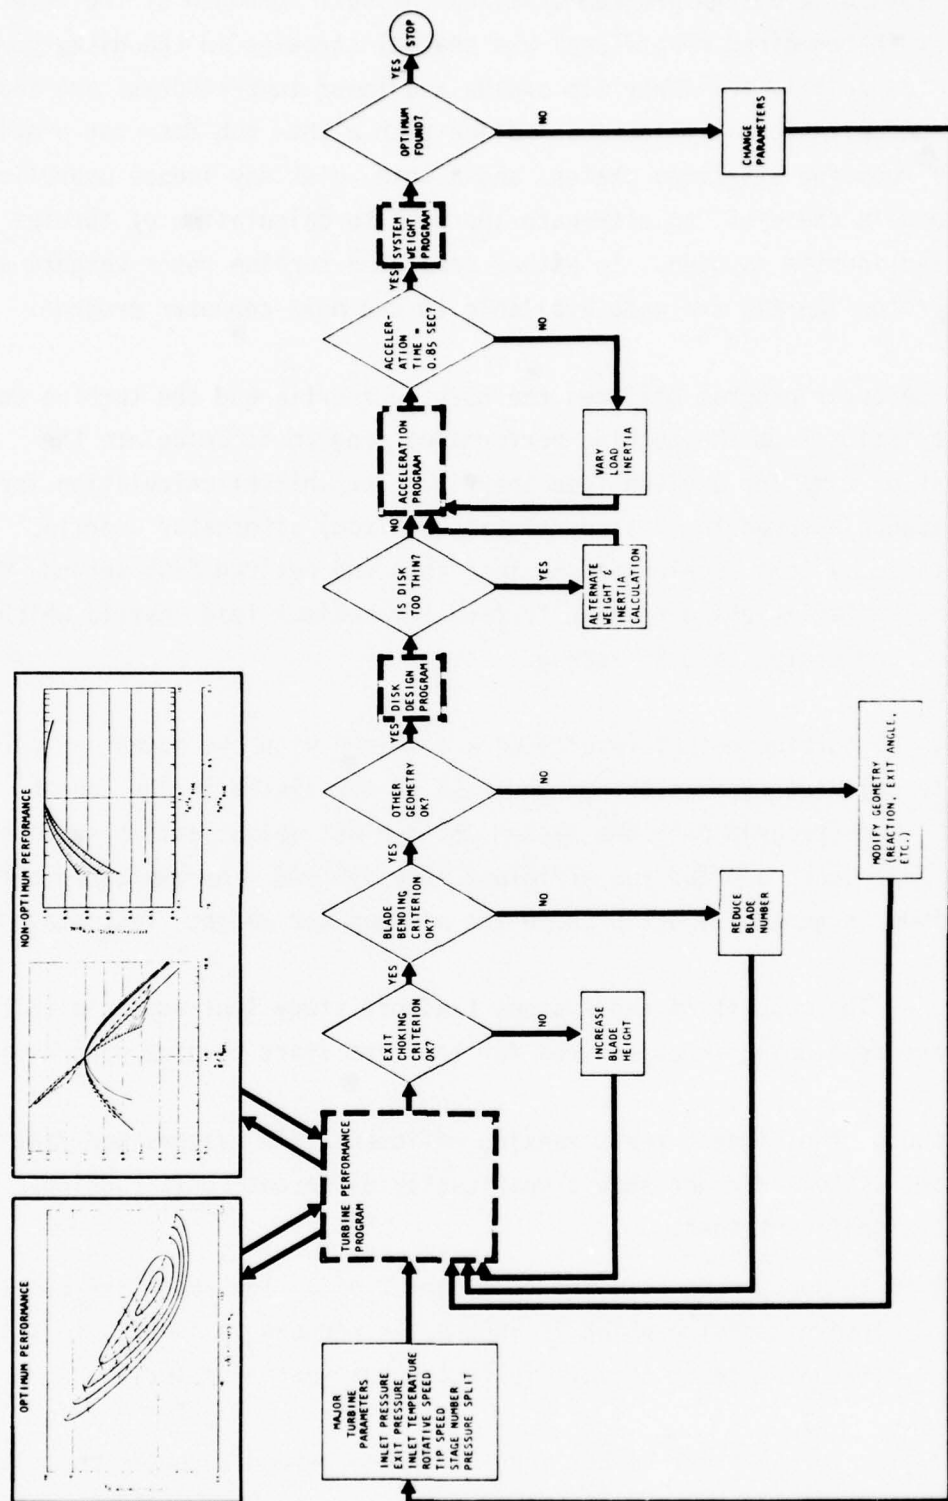 OPTIMUM PERFORMANCE
NON-OPTIMUM PERFORMANCE
MAJOR
TURBINE
PARAMETERS
INLET PRESSURE
EXIT PRESSURE
INLET TEMPERATURE
ROTATIVE SPEED
TIP SPEED
STAGE NUMBER
PRESSURE SPLIT
TURBINE PERFORMANCE
PROGRAM
EXIT
CHOKING
CRITERION
OK?
YES
NO
INCREASE
BLADE
HEIGHT
BLADE
BENDING
CRITERION
OK?
YES
NO
REDUCE
BLADE
NUMBER
OTHER
GEOMETRY
OK?
YES
NO
MODIFY GEOMETRY
(REACTION, EXIT ANGLE,
ETC.)
DISK
DESIGN
PROGRAM
IS DISK
TOO THIN?
NO
YES
ALTERNATE
WEIGHT &
INERTIA
CALCULATION
ACCELERATION
PROGRAM
ACCELER-
ATION
TIME =
0.85 SEC?
YES
NO
VARY
LOAD
INERTIA
SYSTEM
WEIGHT
PROGRAM
OPTIMUM
FOUND?
YES
NO
CHANGE
PARAMETERS
STOP